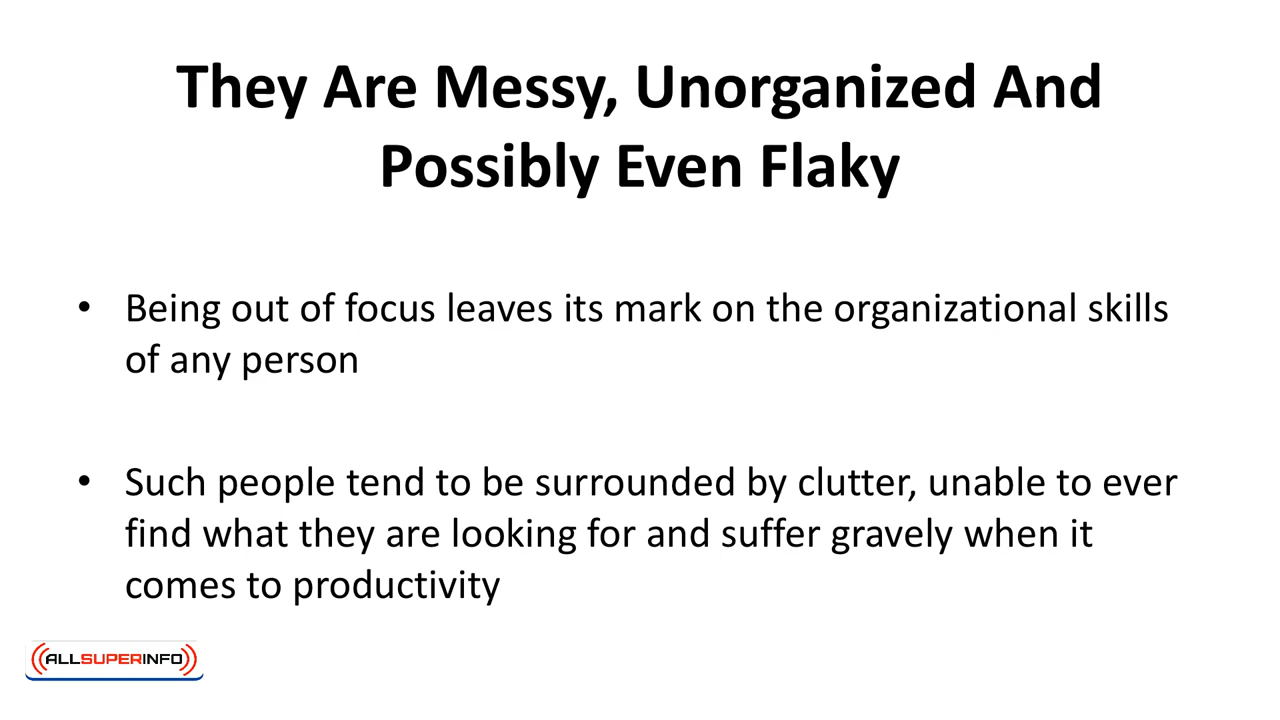 They Are Messy, Unorganized And
Possibly Even Flaky
• Being out of focus leaves its mark on the organizational skills
of any person
• Such people tend to be surrounded by clutter, unable to ever
find what they are looking for and suffer gravely when it
comes to productivity
ALLSUPERINFO